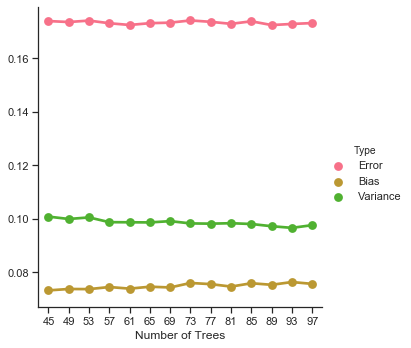 0.16
0.14
0.12
0.10
0.08
45 49 53 57 61 65 69 73 77 81 85 89 93 97
Number of Trees
Type
Error
Bias
Variance